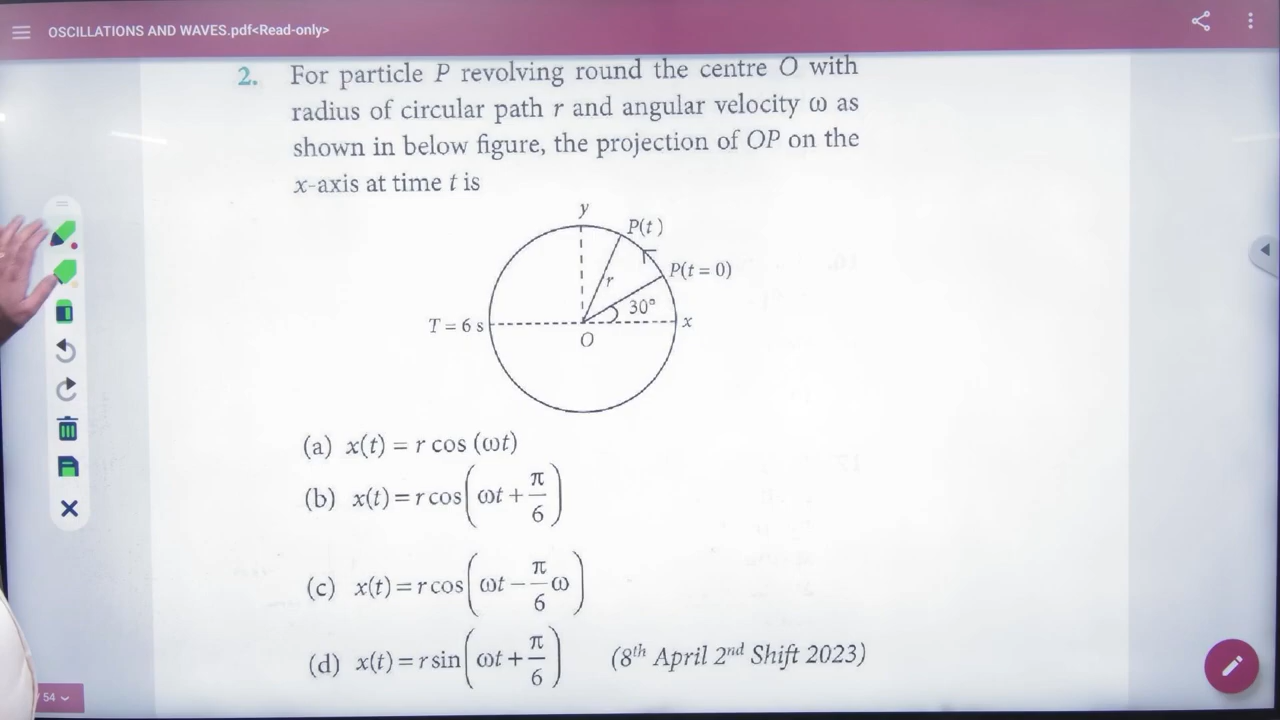 OSCILLATIONS AND WAVES.pdf<Read-only>
2. For particle P revolving round the centre O with
radius of circular path r and angular velocity ω as
shown in below figure, the projection of OP on the
x-axis at time t is
y
P(t)
P(t = 0)
r
30°
T = 6 s
x
O
(a) x(t) = r cos (ωt)
(b) x(t) = r cos(ωt + π/6)
(c) x(t) = r cos(ωt − π/6 ω)
(d) x(t) = r sin(ωt + π/6) (8th April 2nd Shift 2023)
54